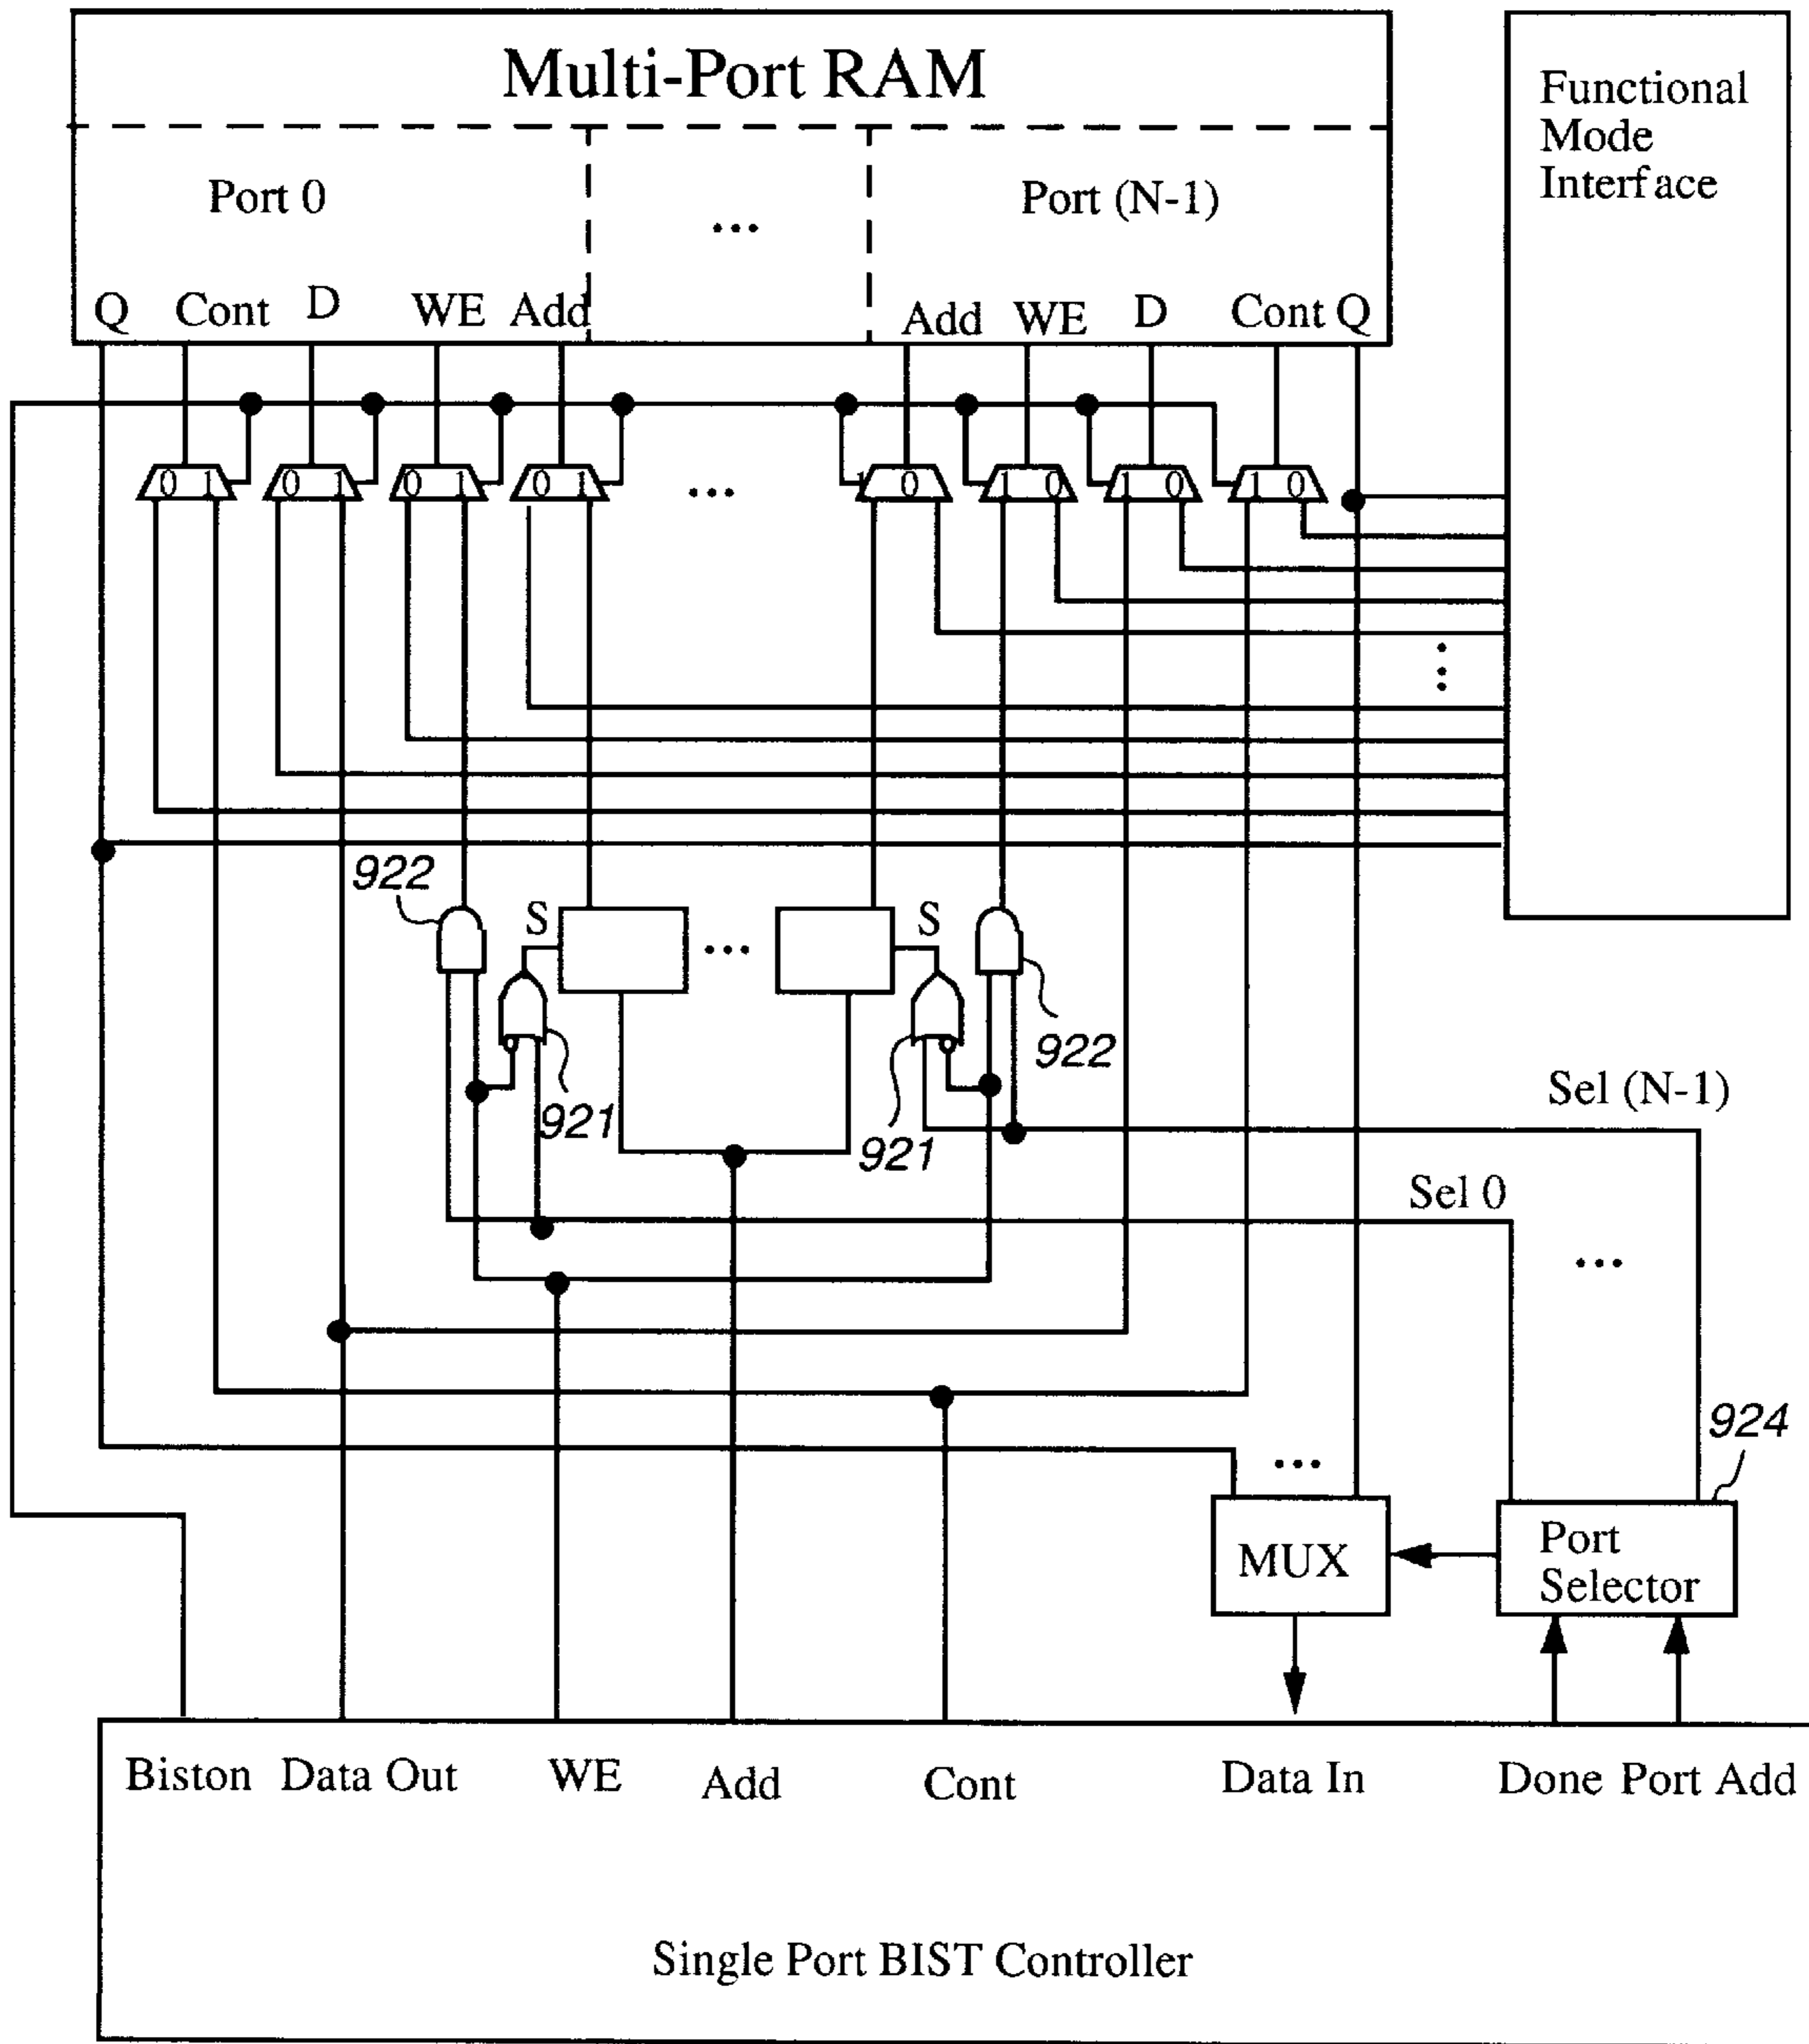 Multi-Port RAM
Port 0
...
Port (N-1)
Functional
Mode
Interface
Q Cont D WE Add
Add WE D Cont Q
0 1 0 1 0 1 0 1 ... 1 0 1 0 1 0 1 0
922
S
...
S
921
921
922
Sel (N-1)
Sel 0
...
924
...
MUX
Port
Selector
Biston Data Out WE Add Cont Data In Done Port Add
Single Port BIST Controller